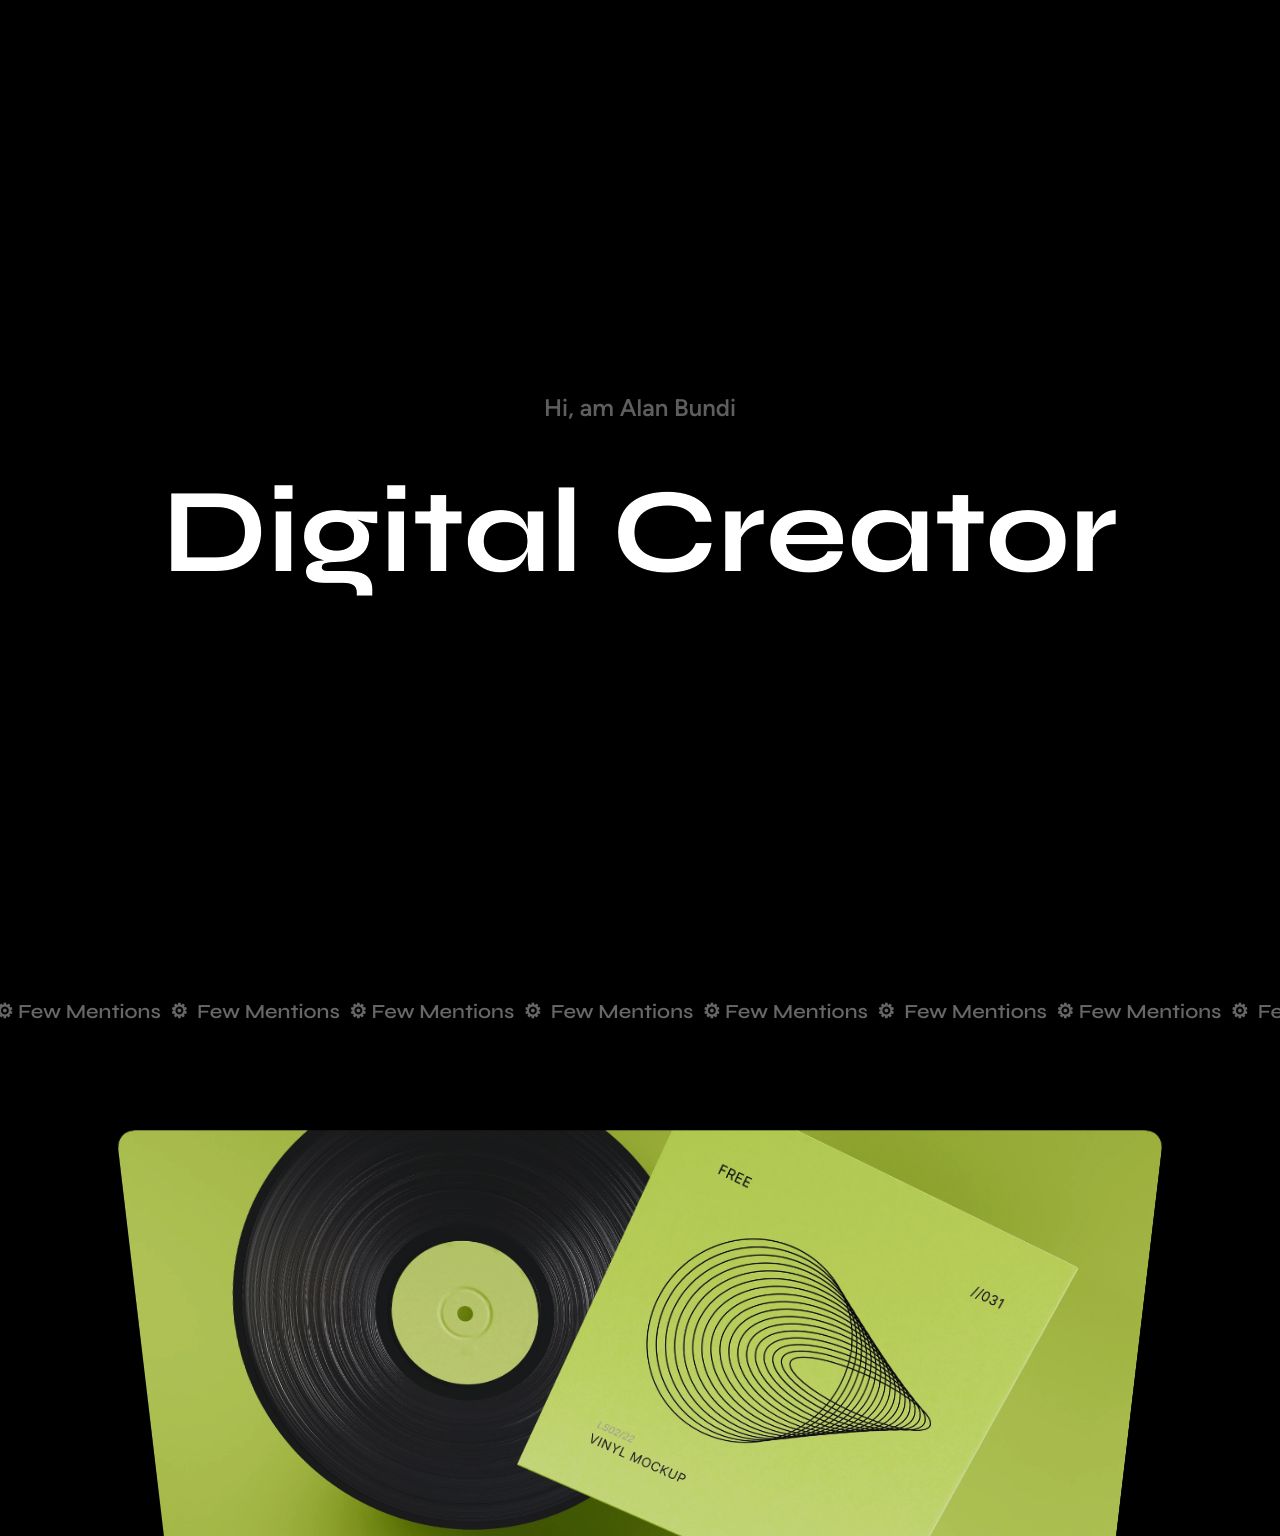 Hi, am Alan Bundi
Digital Creator
⚙ Few Mentions ⚙ Few Mentions ⚙ Few Mentions ⚙ Few Mentions ⚙ Few Mentions ⚙ Few Mentions ⚙ Few Mentions ⚙ Fe
FREE
//031
LS02/22
VINYL MOCKUP